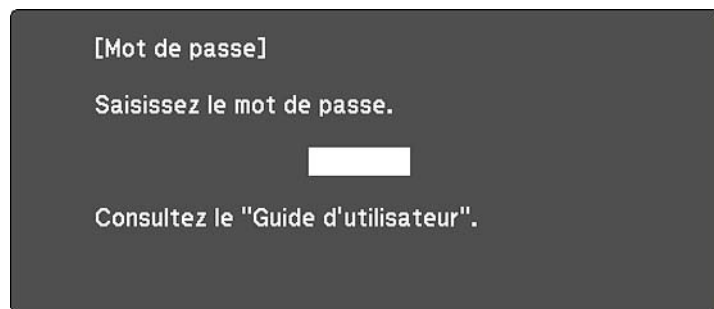 [Mot de passe]
Saisissez le mot de passe.
Consultez le "Guide d'utilisateur".